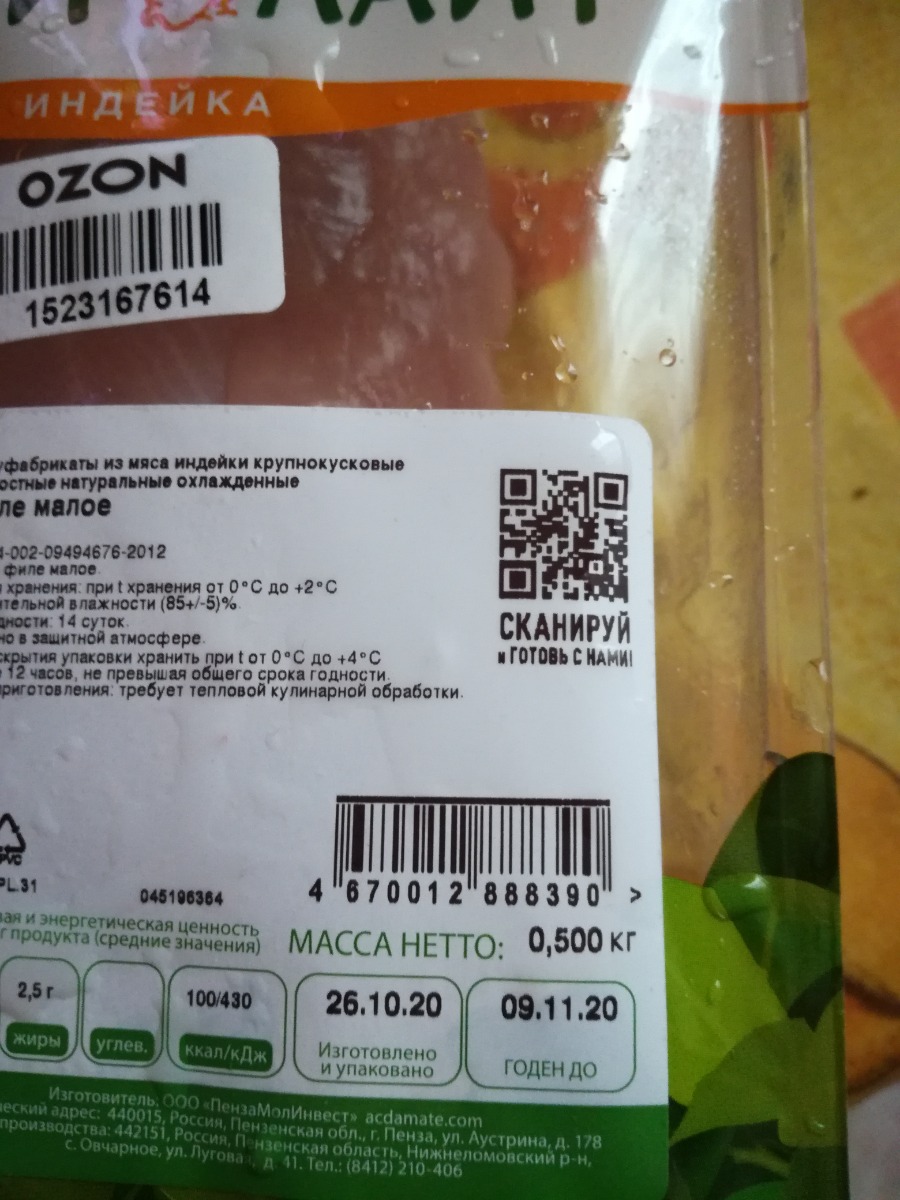 ИНДЕЙКА
OZON
1523167614
уфабрикаты из мяса индейки крупнокусковые
остные натуральные охлажденные
ле малое
-002-09494676-2012
филе малое.
хранения: при t хранения от 0°С до +2°С
тельной влажности (85+/-5)%.
дности: 14 суток.
но в защитной атмосфере.
скрытия упаковки хранить при t от 0°С до +4°С
12 часов, не превышая общего срока годности.
приготовления: требует тепловой кулинарной обработки.
СКАНИРУЙ
и ГОТОВЬ С НАМИ!
PVC
PL.31
045196364
4 670012 888390 >
вая и энергетическая ценность
г продукта (средние значения)
МАССА НЕТТО: 0,500 кг
2,5 г
жиры
углев.
100/430
ккал/кДж
26.10.20
Изготовлено
и упаковано
09.11.20
ГОДЕН ДО
Изготовитель: ООО «ПензаМолИнвест» acdamate.com
ческий адрес: 440015, Россия, Пензенская обл., г. Пенза, ул. Аустрина, д. 178
производства: 442151, Россия, Пензенская область, Нижнеломовский р-н,
с. Овчарное, ул. Лугова д. 41. Тел.: (8412) 210-406